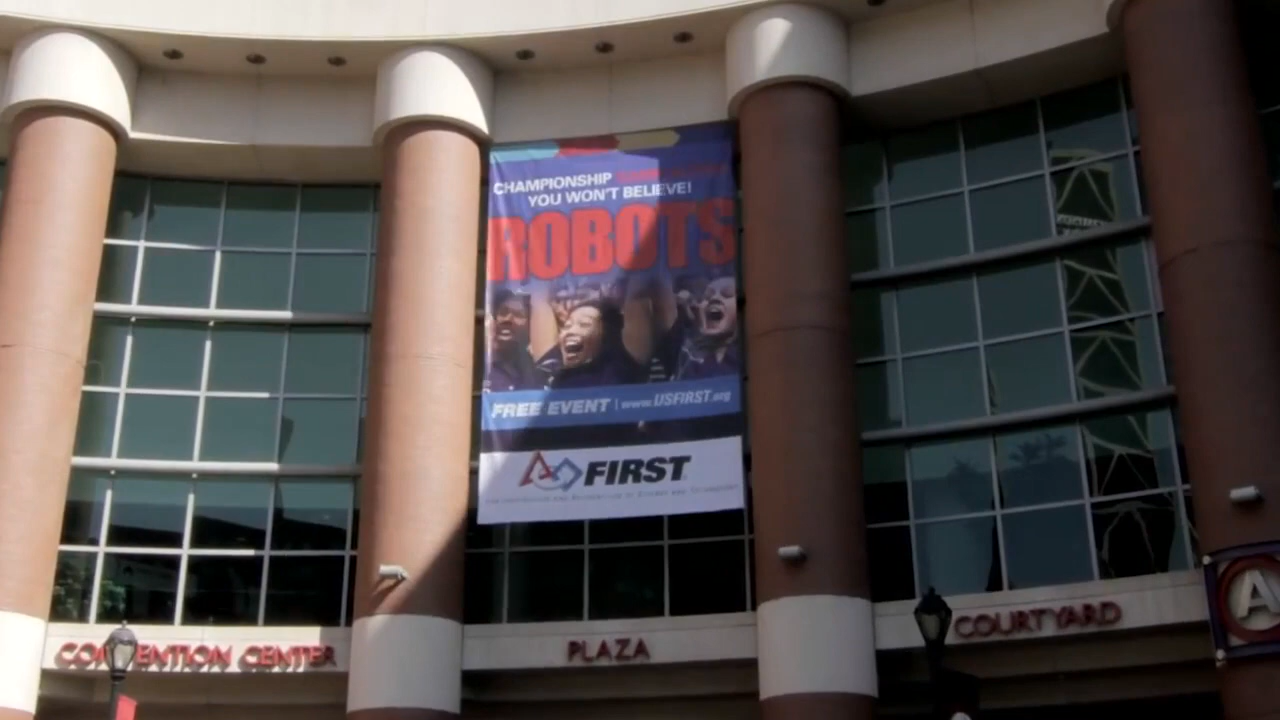 CHAMPIONSHIP
YOU WON'T BELIEVE!
ROBOTS
FREE EVENT | www.USFIRST.org
FIRST
CONVENTION CENTER
PLAZA
COURTYARD
A